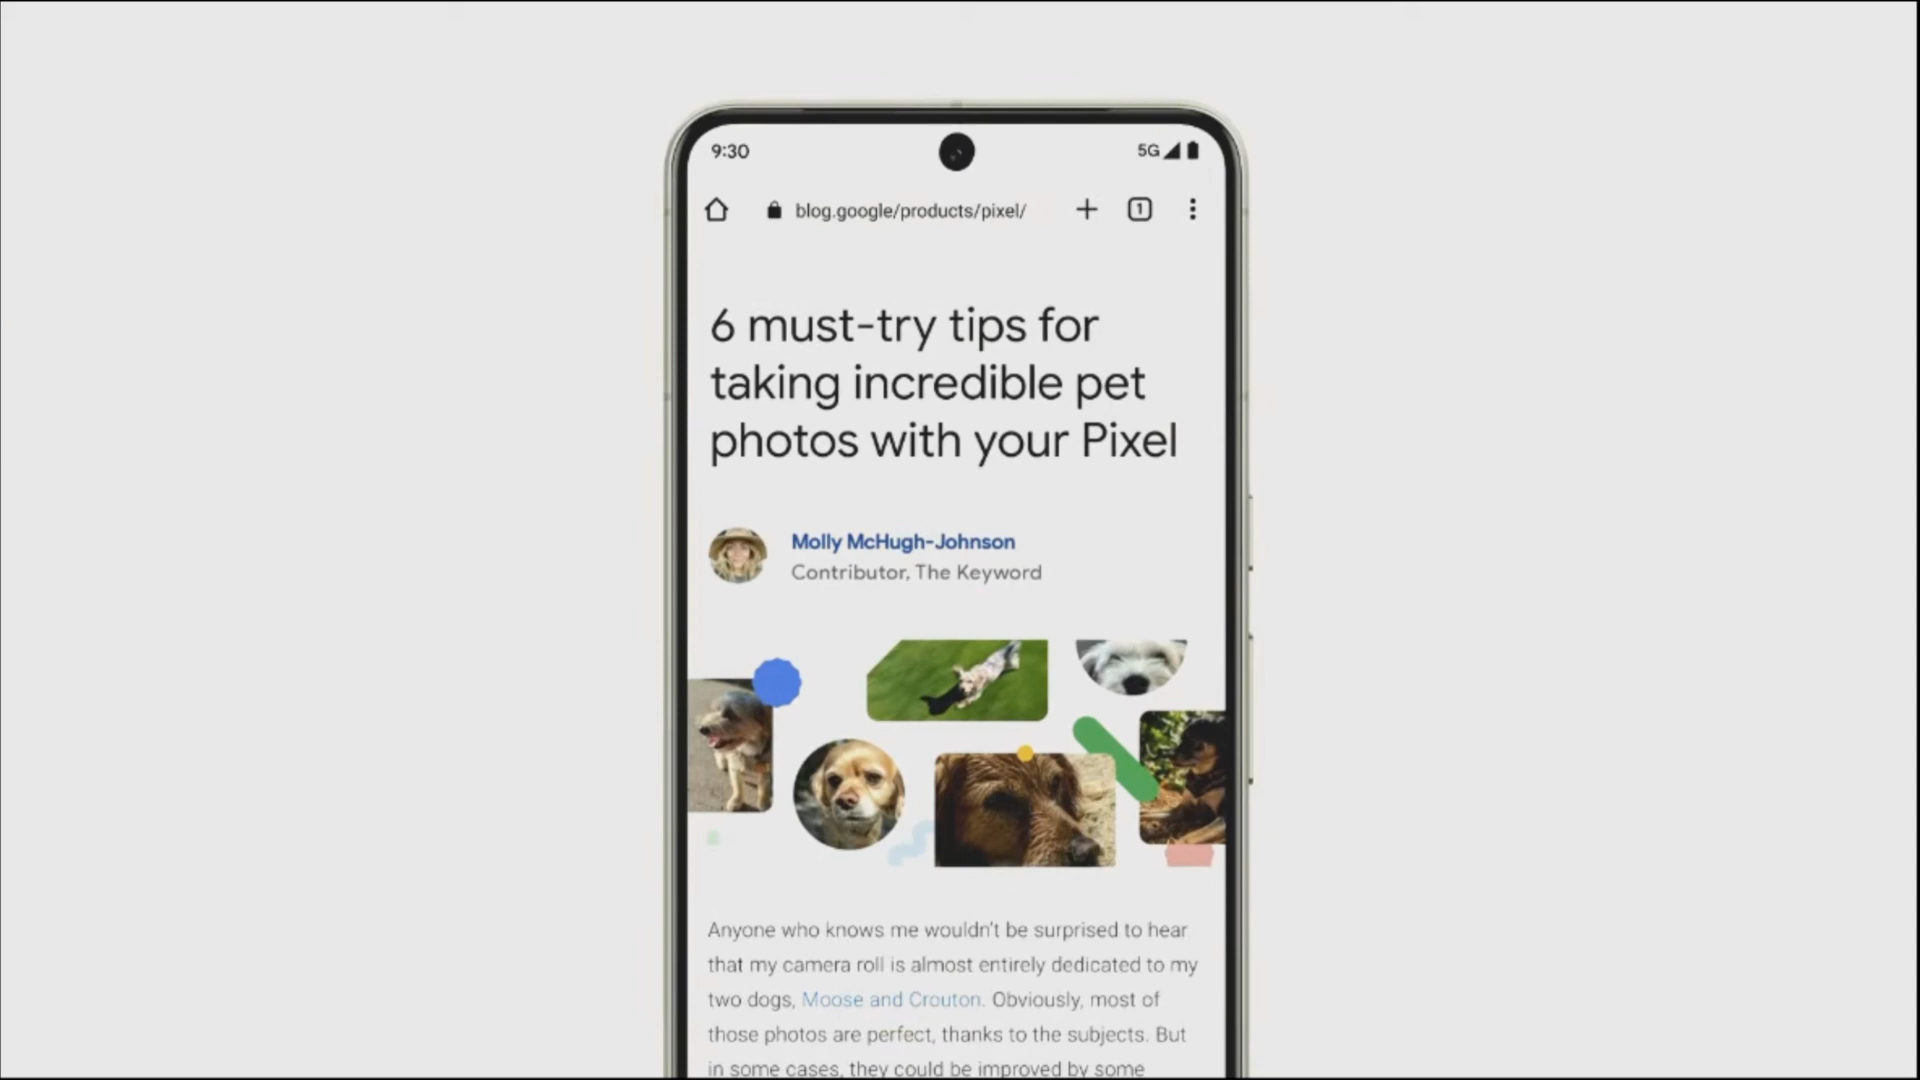 9:30
5G
blog.google/products/pixel/
1
6 must-try tips for
taking incredible pet
photos with your Pixel
Molly McHugh-Johnson
Contributor, The Keyword
Anyone who knows me wouldn't be surprised to hear
that my camera roll is almost entirely dedicated to my
two dogs, Moose and Crouton. Obviously, most of
those photos are perfect, thanks to the subjects. But
in some cases, they could be improved by some